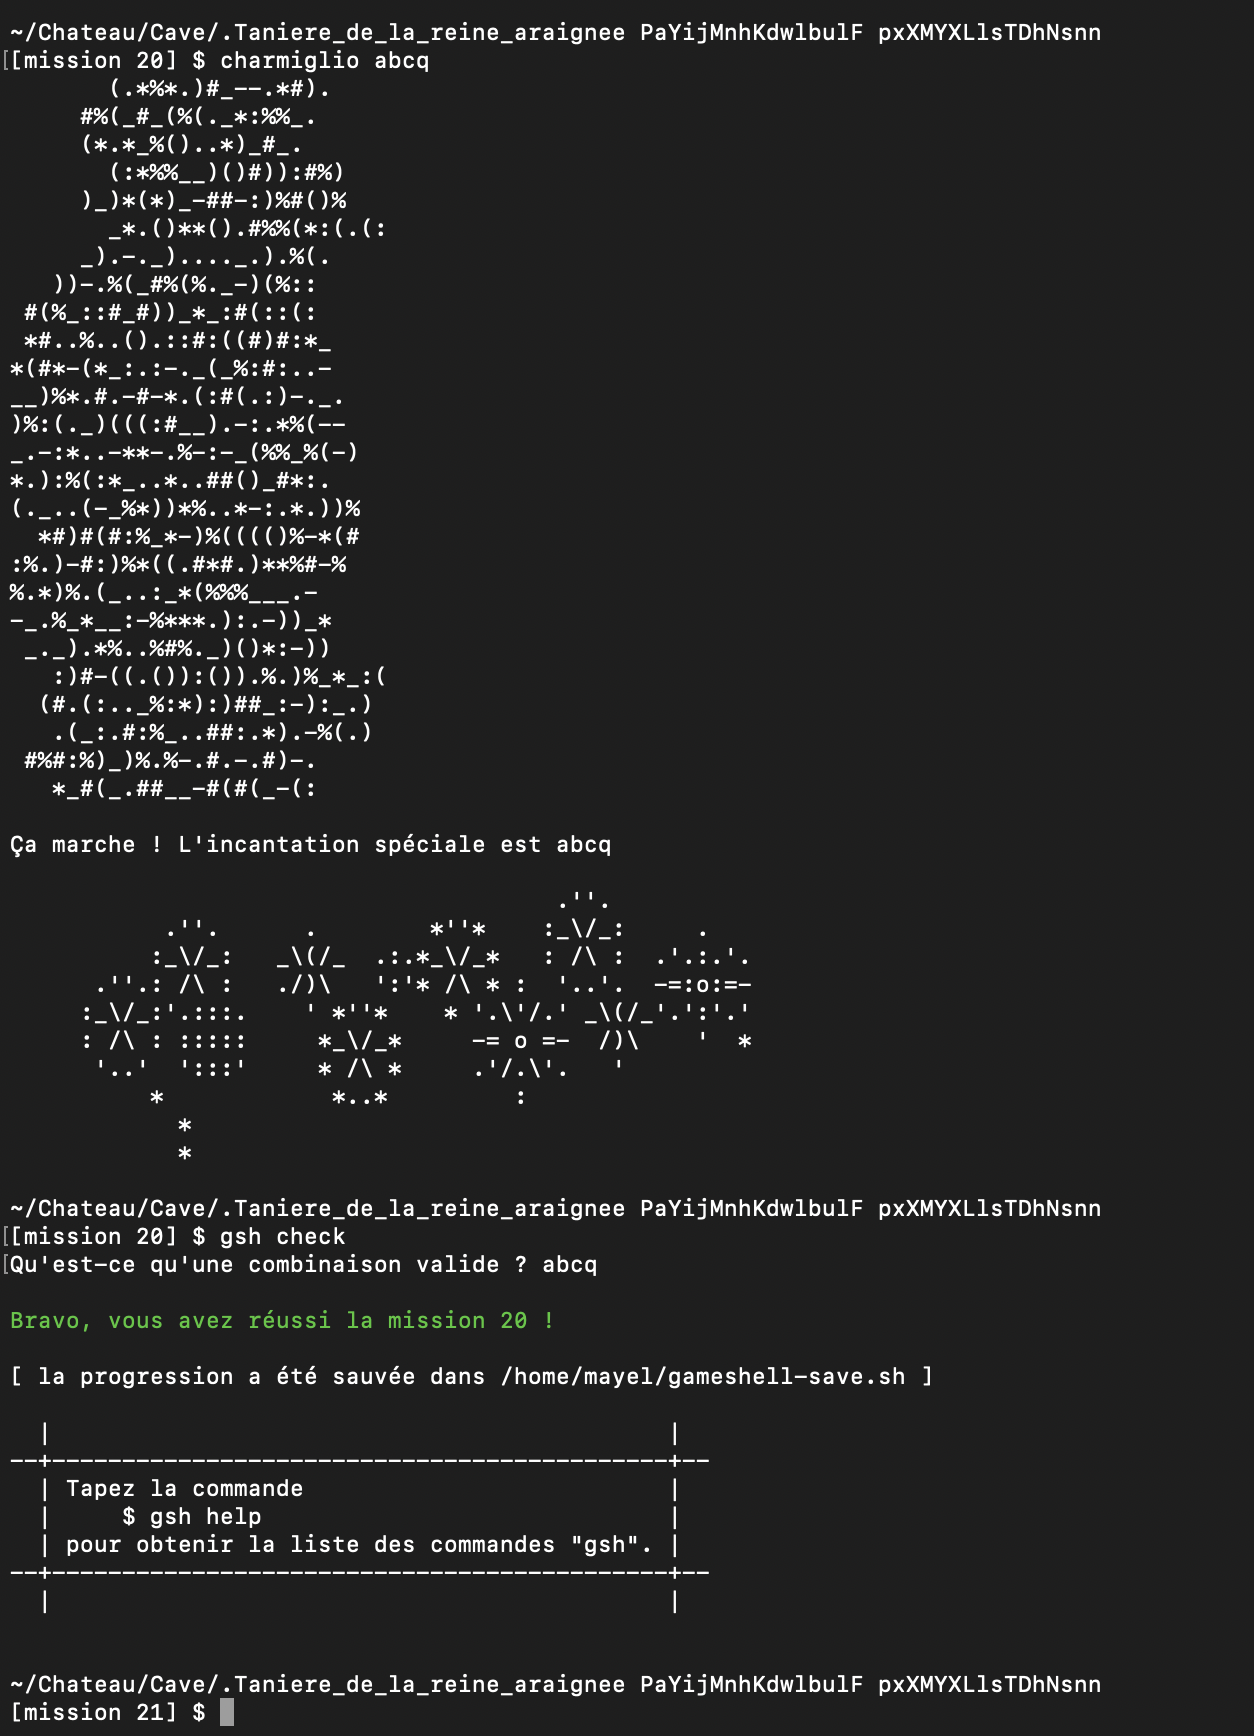 ~/Chateau/Cave/.Taniere_de_la_reine_araignee PaYijMnhKdwlbulF pxXMYXLlsTDhNsnn
[[mission 20] $ charmiglio abcq
       (.*%*.)#_--.*#).
     #%(_#_(%(._*:%%_.
     (*.*_%()..*)_#_.
       (:*%%__)()#)):#%)
     )_)*(*)_-##-:)%#()%
       _*.()**().#%%(*:(.(:
     _).-._)...._.).%(.
   ))-.%(_#%(%._-)(%::
 #(%_::#_#))_*_:#(::(:
 *#..%..().::#:((#)#:*_
*(#*-(*_:.:-._(_%:#:..-
__)%*.#.-#-*.(:#(.:)-._.
)%:(._)(((:#__).-:.*%(--
_.-:*..-**-.%-:-_(%%_%(-)
*.):%(:*_..*..##()_#*:.
(._..(-_%*))*%..*-:.*.))%
  *#)#(#:%_*-)%(((()%-*(#
:%.)-#:)%*((.#*#.)**%#-%
%.*)%.(_..:_*(%%%___.-
-_.%_*__:-%***.):.-))_*
 _._).*%..%#%._)()*:-))
   :)#-((.()):()).%.)%_*_:(
  (#.(:.._%:*):)##_:-):_.)
   .(_:.#:%_..##:.*).-%(.)
 #%#:%)_)%.%-.#.-.#)-.
   *_#(_.##__-#(#(_-(:

Ça marche ! L'incantation spéciale est abcq

                                       .''.
           .''.      .        *''*    :_\/_:     .
          :_\/_:   _\(/_  .:.*_\/_*   : /\ :  .'.:.'.
      .''.: /\ :   ./)\   ':'* /\ * :  '..'.  -=:o:=-
     :_\/_:'.:::.    ' *''*    * '.\'/.' _\(/_'.':'.'
     : /\ : :::::     *_\/_*     -= o =-  /)\    '  *
      '..'  ':::'     * /\ *     .'/.\'.   '
          *            *..*         :
            *
            *

~/Chateau/Cave/.Taniere_de_la_reine_araignee PaYijMnhKdwlbulF pxXMYXLlsTDhNsnn
[[mission 20] $ gsh check
[Qu'est-ce qu'une combinaison valide ? abcq

Bravo, vous avez réussi la mission 20 !

[ la progression a été sauvée dans /home/mayel/gameshell-save.sh ]

  |                                            |
--+--------------------------------------------+--
  | Tapez la commande                          |
  |     $ gsh help                             |
  | pour obtenir la liste des commandes "gsh". |
--+--------------------------------------------+--
  |                                            |

~/Chateau/Cave/.Taniere_de_la_reine_araignee PaYijMnhKdwlbulF pxXMYXLlsTDhNsnn
[mission 21] $